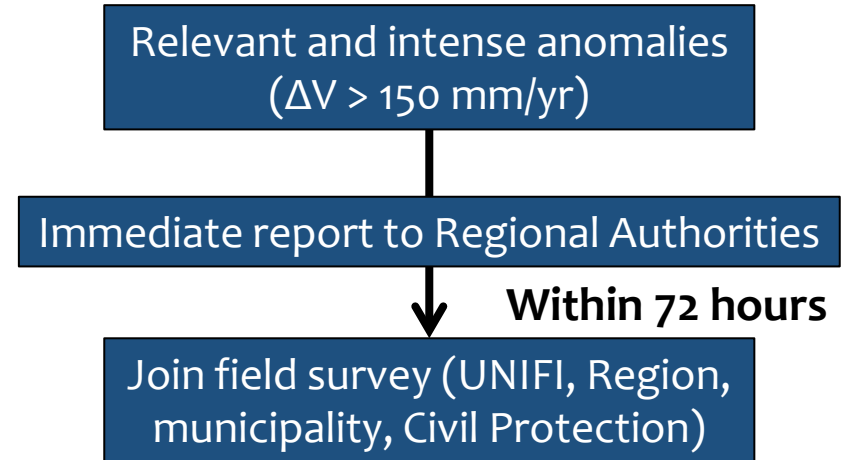 Relevant and intense anomalies
(ΔV > 150 mm/yr)
Immediate report to Regional Authorities
Within 72 hours
Join field survey (UNIFI, Region,
municipality, Civil Protection)